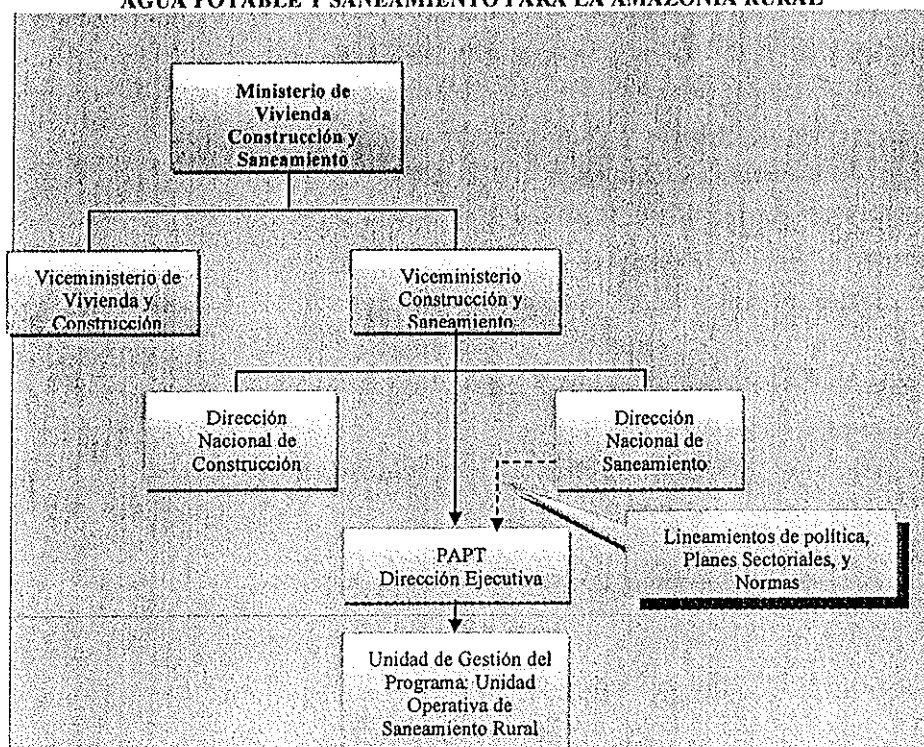 AGUA POTABLE Y SANEAMIENTO PARA LA AMAZONIA RURAL
Ministerio de
Vivienda
Construcción y
Saneamiento
Viceministerio de
Vivienda y
Construcción
Viceministerio
Construcción y
Saneamiento
Dirección
Nacional de
Construcción
Dirección
Nacional de
Saneamiento
Lineamientos de política,
Planes Sectoriales, y
Normas
PAPT
Dirección Ejecutiva
Unidad de Gestión del
Programa: Unidad
Operativa de
Saneamiento Rural